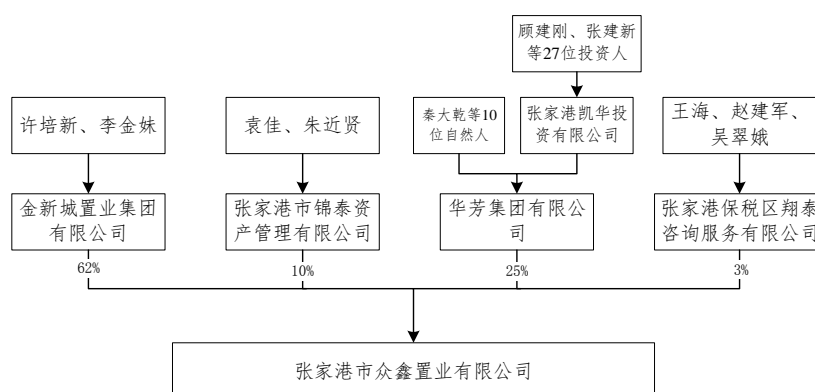 顾建刚、张建新
等27位投资人
许培新、李金妹
袁佳、朱近贤
秦大乾等10
位自然人
张家港凯华投
资有限公司
王海、赵建军、
吴翠娥
金新城置业集团
有限公司
张家港市锦泰资
产管理有限公司
华芳集团有限公
司
张家港保税区翔泰
咨询服务有限公司
62%
10%
25%
3%
张家港市众鑫置业有限公司